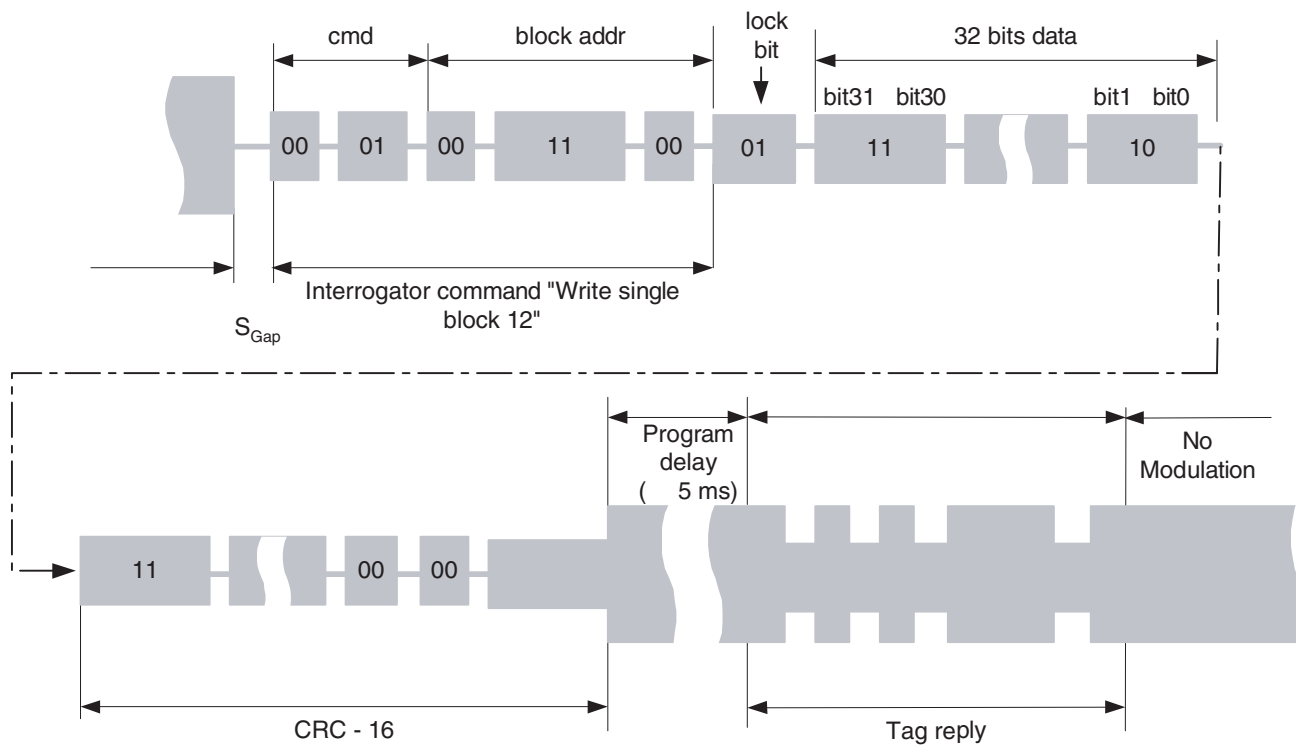 cmd
block addr
lock
bit
32 bits data
bit31 bit30
bit1 bit0
00 01 00 11 00 01 11 10
Interrogator command "Write single
block 12"
SGap
Program
delay
( 5 ms)
No
Modulation
11 00 00
CRC - 16
Tag reply